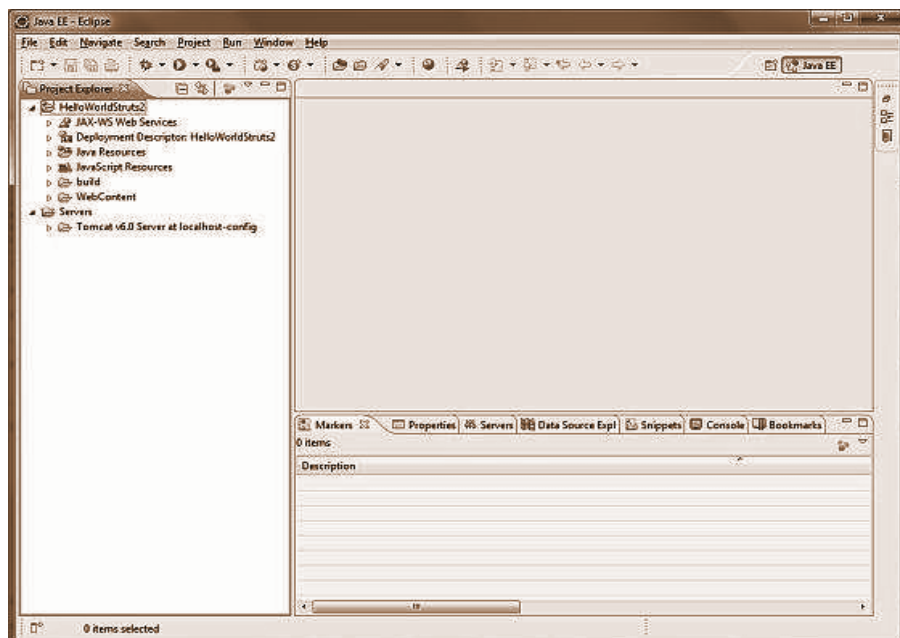 Java EE - Eclipse
File Edit Navigate Search Project Run Window Help
Java EE
Project Explorer
HelloWorldStruts2
JAX-WS Web Services
Deployment Descriptor: HelloWorldStruts2
Java Resources
JavaScript Resources
build
WebContent
Servers
Tomcat v6.0 Server at localhost-config
Markers Properties Servers Data Source Expl Snippets Console Bookmarks
0 items
Description
0 items selected